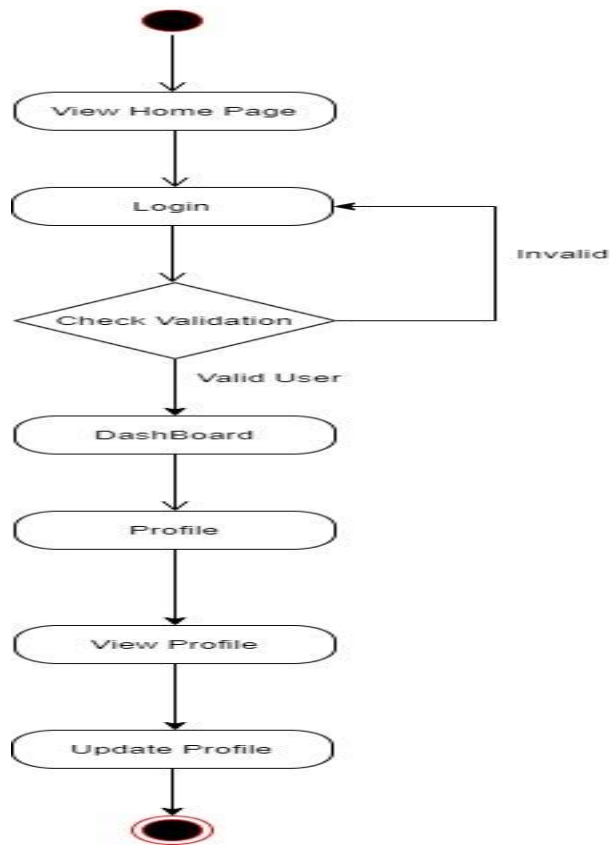 View Home Page
Login
Invalid
Check Validation
Valid User
DashBoard
Profile
View Profile
Update Profile